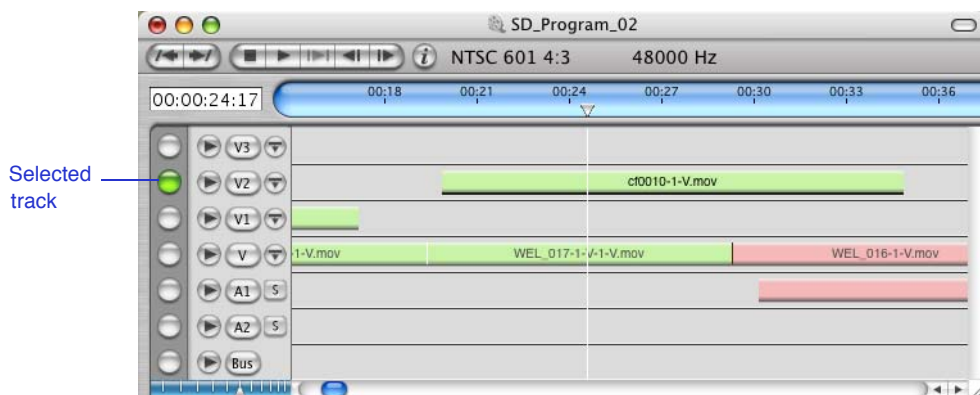 SD_Program_02
i NTSC 601 4:3 48000 Hz
00:00:24:17 00:18 00:21 00:24 00:27 00:30 00:33 00:36
V3
Selected track
V2 cf0010-1-V.mov
V1
V -1-V.mov WEL_017-1-V-1-V.mov WEL_016-1-V.mov
A1 S
A2 S
Bus